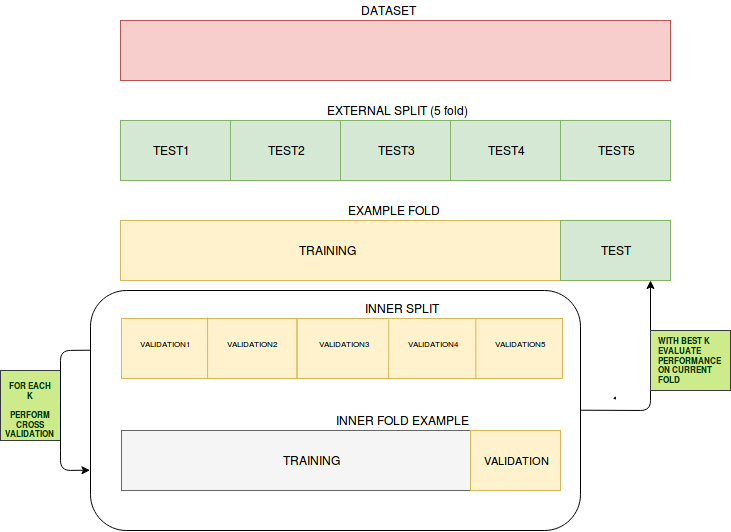 DATASET
EXTERNAL SPLIT (5 fold)
TEST1 TEST2 TEST3 TEST4 TEST5
EXAMPLE FOLD
TRAINING TEST
INNER SPLIT
VALIDATION1 VALIDATION2 VALIDATION3 VALIDATION4 VALIDATION5
WITH BEST K
EVALUATE
PERFORMANCE
ON CURRENT
FOLD
FOR EACH
K
PERFORM
CROSS
VALIDATION
INNER FOLD EXAMPLE
TRAINING VALIDATION